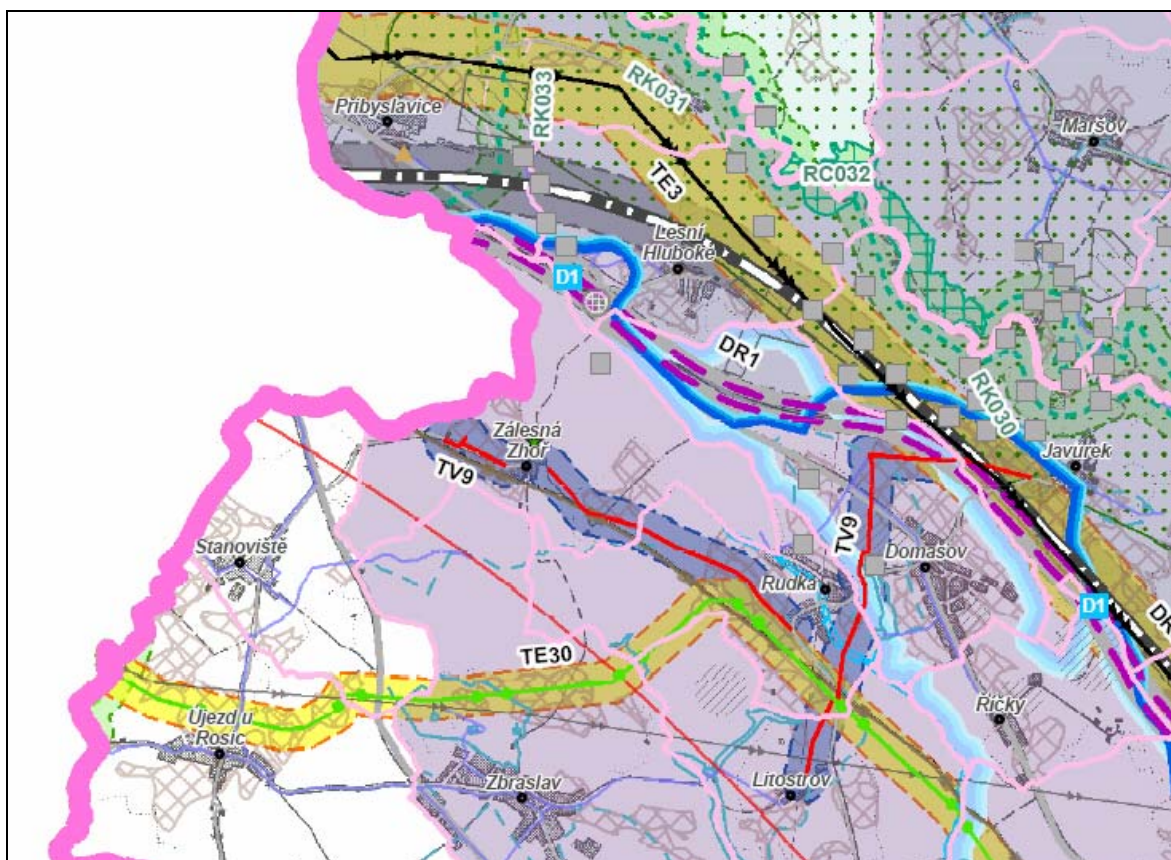 RK033
RK031
Přibyslavice
Maršov
TE3
RC032
Lesní
Hluboké
D1
DR1
RK030
Zálesná
Zhoř
Javůrek
TV9
TV9
Stanoviště
Domašov
Rudka
D1
TE30
Říčky
Újezd u
Rosic
Zbraslav
Litostrov